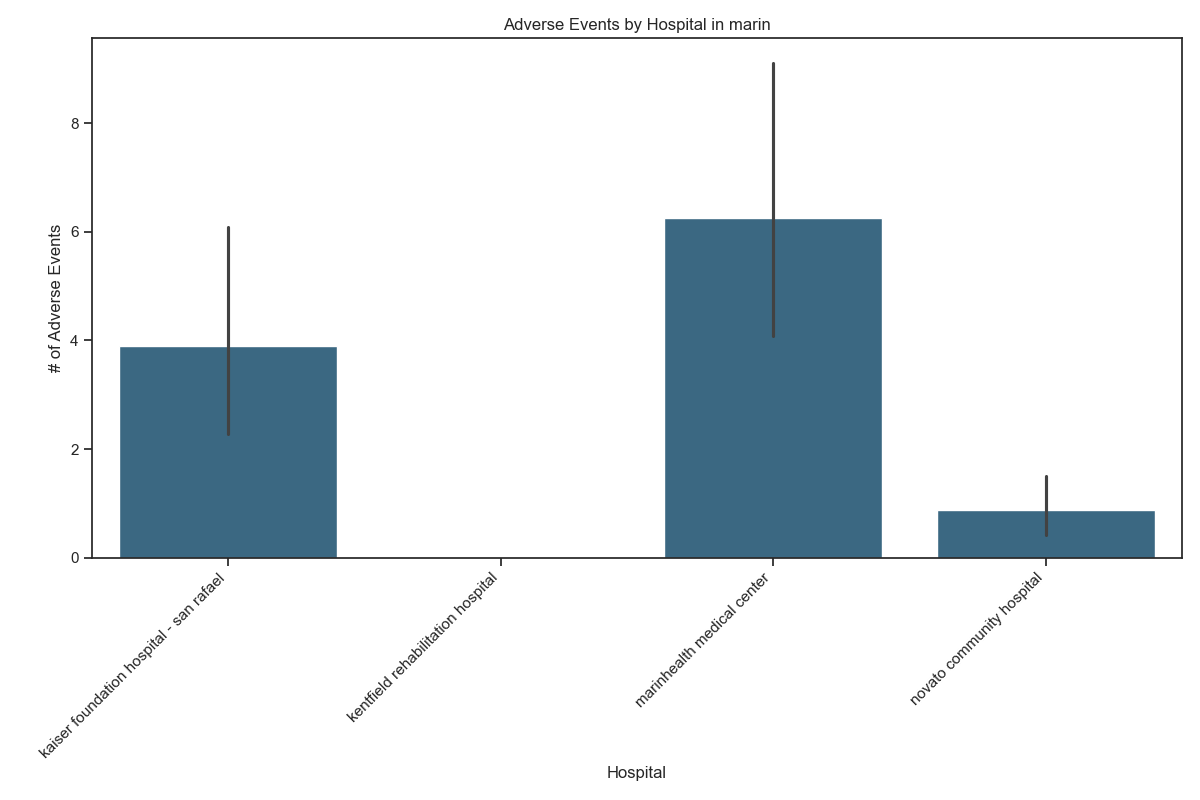 Adverse Events by Hospital in marin
# of Adverse Events
8
6
4
2
0
kaiser foundation hospital - san rafael
kentfield rehabilitation hospital
marinhealth medical center
novato community hospital
Hospital